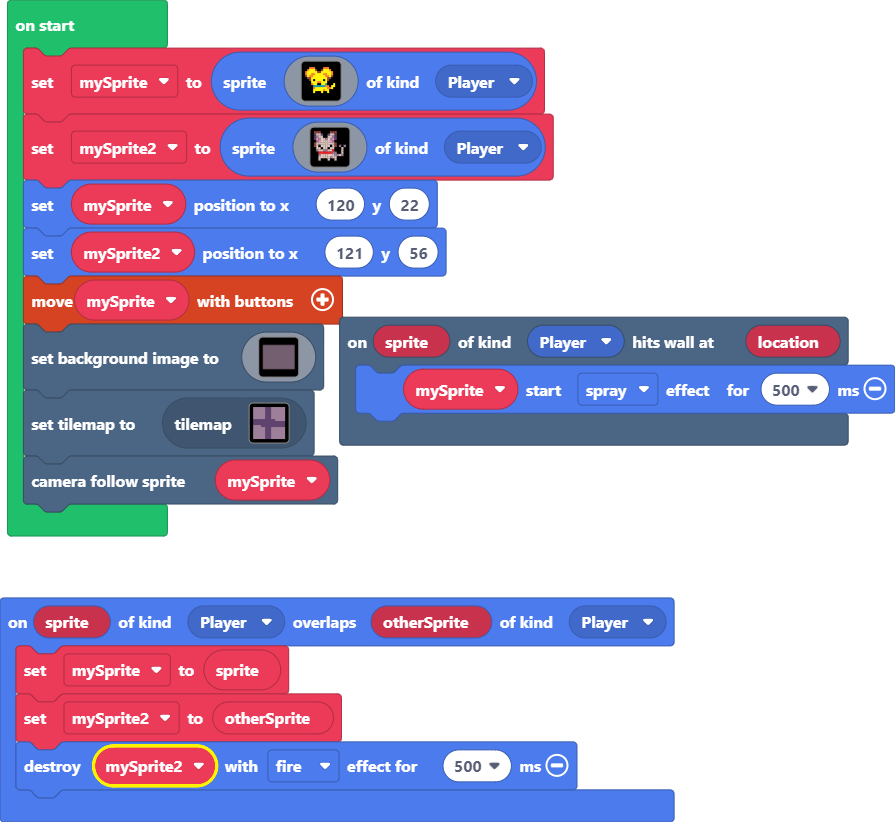 on start
set mySprite to sprite of kind Player
set mySprite2 to sprite of kind Player
set mySprite position to x 120 y 22
set mySprite2 position to x 121 y 56
move mySprite with buttons
set background image to
set tilemap to tilemap
camera follow sprite mySprite
on sprite of kind Player hits wall at location
mySprite start spray effect for 500 ms
on sprite of kind Player overlaps otherSprite of kind Player
set mySprite to sprite
set mySprite2 to otherSprite
destroy mySprite2 with fire effect for 500 ms